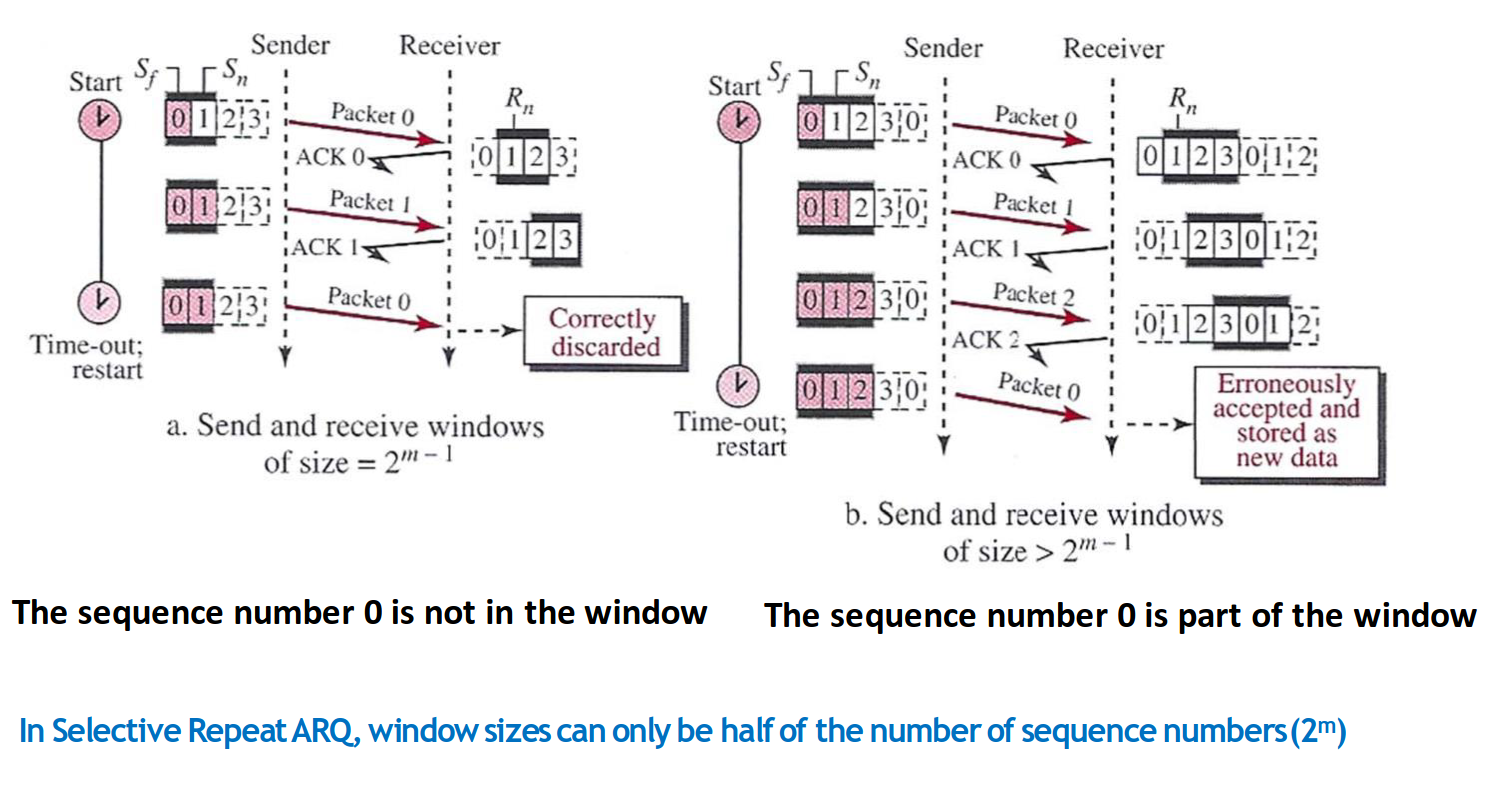 Sender Receiver
Start Sf Sn
Rn
0 1 2 3
Packet 0
ACK 0
0 1 2 3
0 1 2 3
Packet 1
ACK 1
0 1 2 3
0 1 2 3
Packet 0
Correctly
discarded
Time-out;
restart
a. Send and receive windows
of size = 2^m – 1
Sender Receiver
Start Sf Sn
Rn
0 1 2 3 0
Packet 0
ACK 0
0 1 2 3 0 1 2
0 1 2 3 0
Packet 1
ACK 1
0 1 2 3 0 1 2
0 1 2 3 0
Packet 2
ACK 2
0 1 2 3 0 1 2
0 1 2 3 0
Packet 0
Erroneously
accepted and
stored as
new data
Time-out;
restart
b. Send and receive windows
of size > 2^m – 1
The sequence number 0 is not in the window
The sequence number 0 is part of the window
In Selective Repeat ARQ, window sizes can only be half of the number of sequence numbers (2^m)